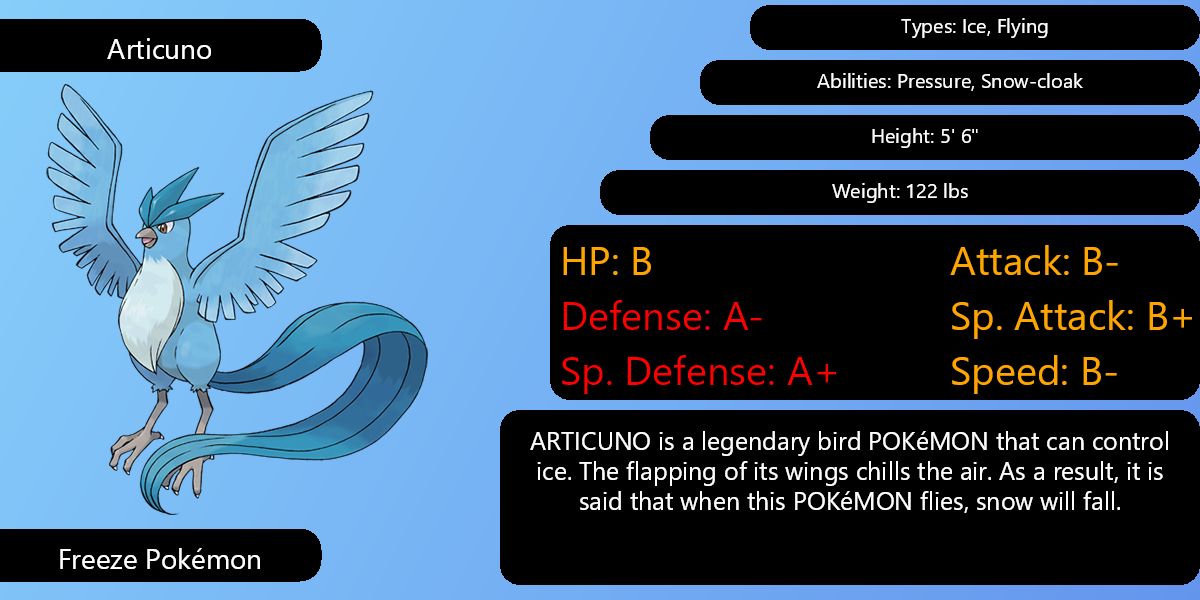 Articuno
Types: Ice, Flying
Abilities: Pressure, Snow-cloak
Height: 5' 6"
Weight: 122 lbs
HP: B
Attack: B-
Defense: A-
Sp. Attack: B+
Sp. Defense: A+
Speed: B-
ARTICUNO is a legendary bird POKéMON that can control
ice. The flapping of its wings chills the air. As a result, it is
said that when this POKéMON flies, snow will fall.
Freeze Pokémon